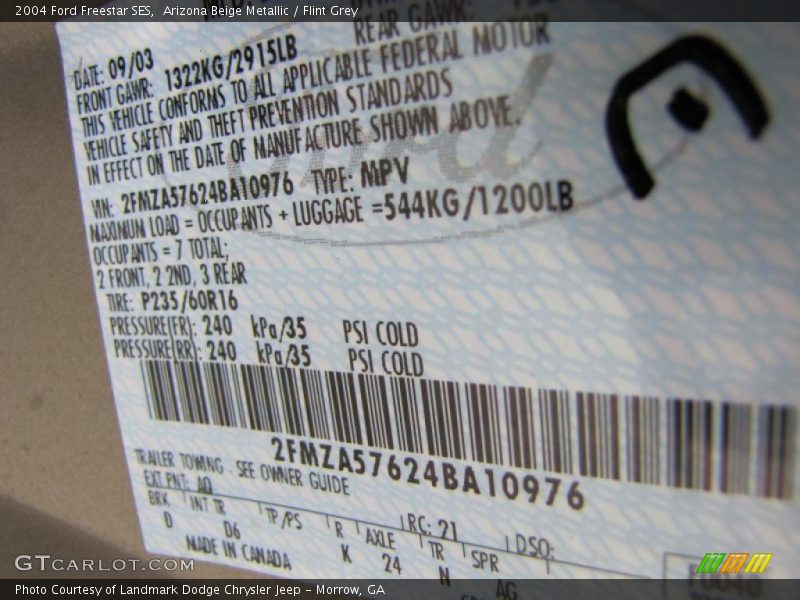 2004 Ford Freestar SES,  Arizona Beige Metallic / Flint Grey
REAR GAWR
DATE: 09/03
FRONT GAWR: 1322KG/2915LB
THIS VEHICLE CONFORMS TO ALL APPLICABLE FEDERAL MOTOR
VEHICLE SAFETY AND THEFT PREVENTION STANDARDS
IN EFFECT ON THE DATE OF MANUFACTURE SHOWN ABOVE.
VIN: 2FMZA57624BA10976 TYPE: MPV
MAXIMUM LOAD = OCCUPANTS + LUGGAGE =544KG/1200LB
OCCUPANTS = 7 TOTAL;
2 FRONT, 2 2ND, 3 REAR
TIRE: P235/60R16
PRESSURE(FR): 240 kPa/35 PSI COLD
PRESSURE(RR): 240 kPa/35 PSI COLD
2FMZA57624BA10976
TRAILER TOWING - SEE OWNER GUIDE
EXT PNT: AQ RC: 21 DSO:
BRK INT TR TP/PS R AXLE TR SPR
D D6 K 24 N AG
MADE IN CANADA
GTCARLOT.COM
Photo Courtesy of Landmark Dodge Chrysler Jeep – Morrow, GA